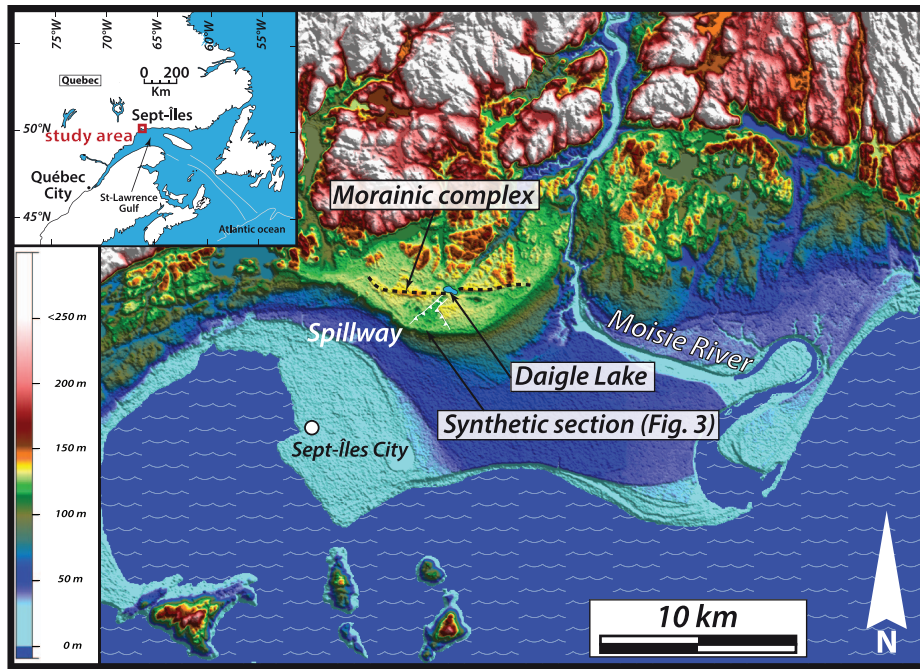 75°W
70°W
65°W
60°W
55°W
Quebec
0 200
Km
Sept-Îles
50°N
study area
Québec
City
St-Lawrence
Gulf
45°N
Atlantic ocean
Morainic complex
<250 m
200 m
150 m
100 m
50 m
0 m
Spillway
Moisie River
Daigle Lake
Synthetic section (Fig. 3)
Sept-Îles City
10 km
N